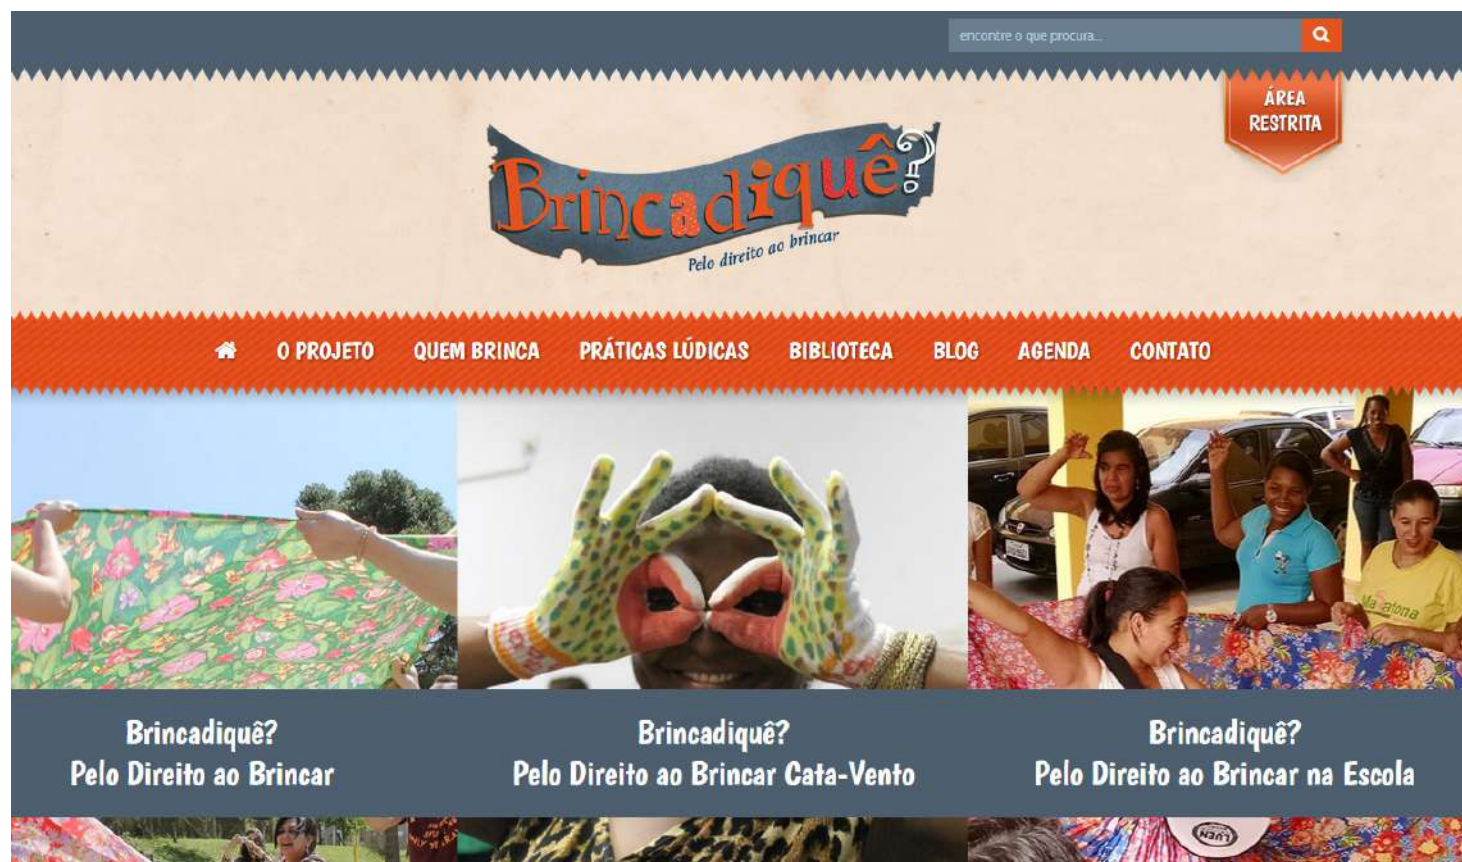 encontre o que procura...
ÁREA
RESTRITA
Brincadiquê?
Pelo direito ao brincar
O PROJETO QUEM BRINCA PRÁTICAS LÚDICAS BIBLIOTECA BLOG AGENDA CONTATO
Brincadiquê?
Pelo Direito ao Brincar
Brincadiquê?
Pelo Direito ao Brincar Cata-Vento
Brincadiquê?
Pelo Direito ao Brincar na Escola
LUEN